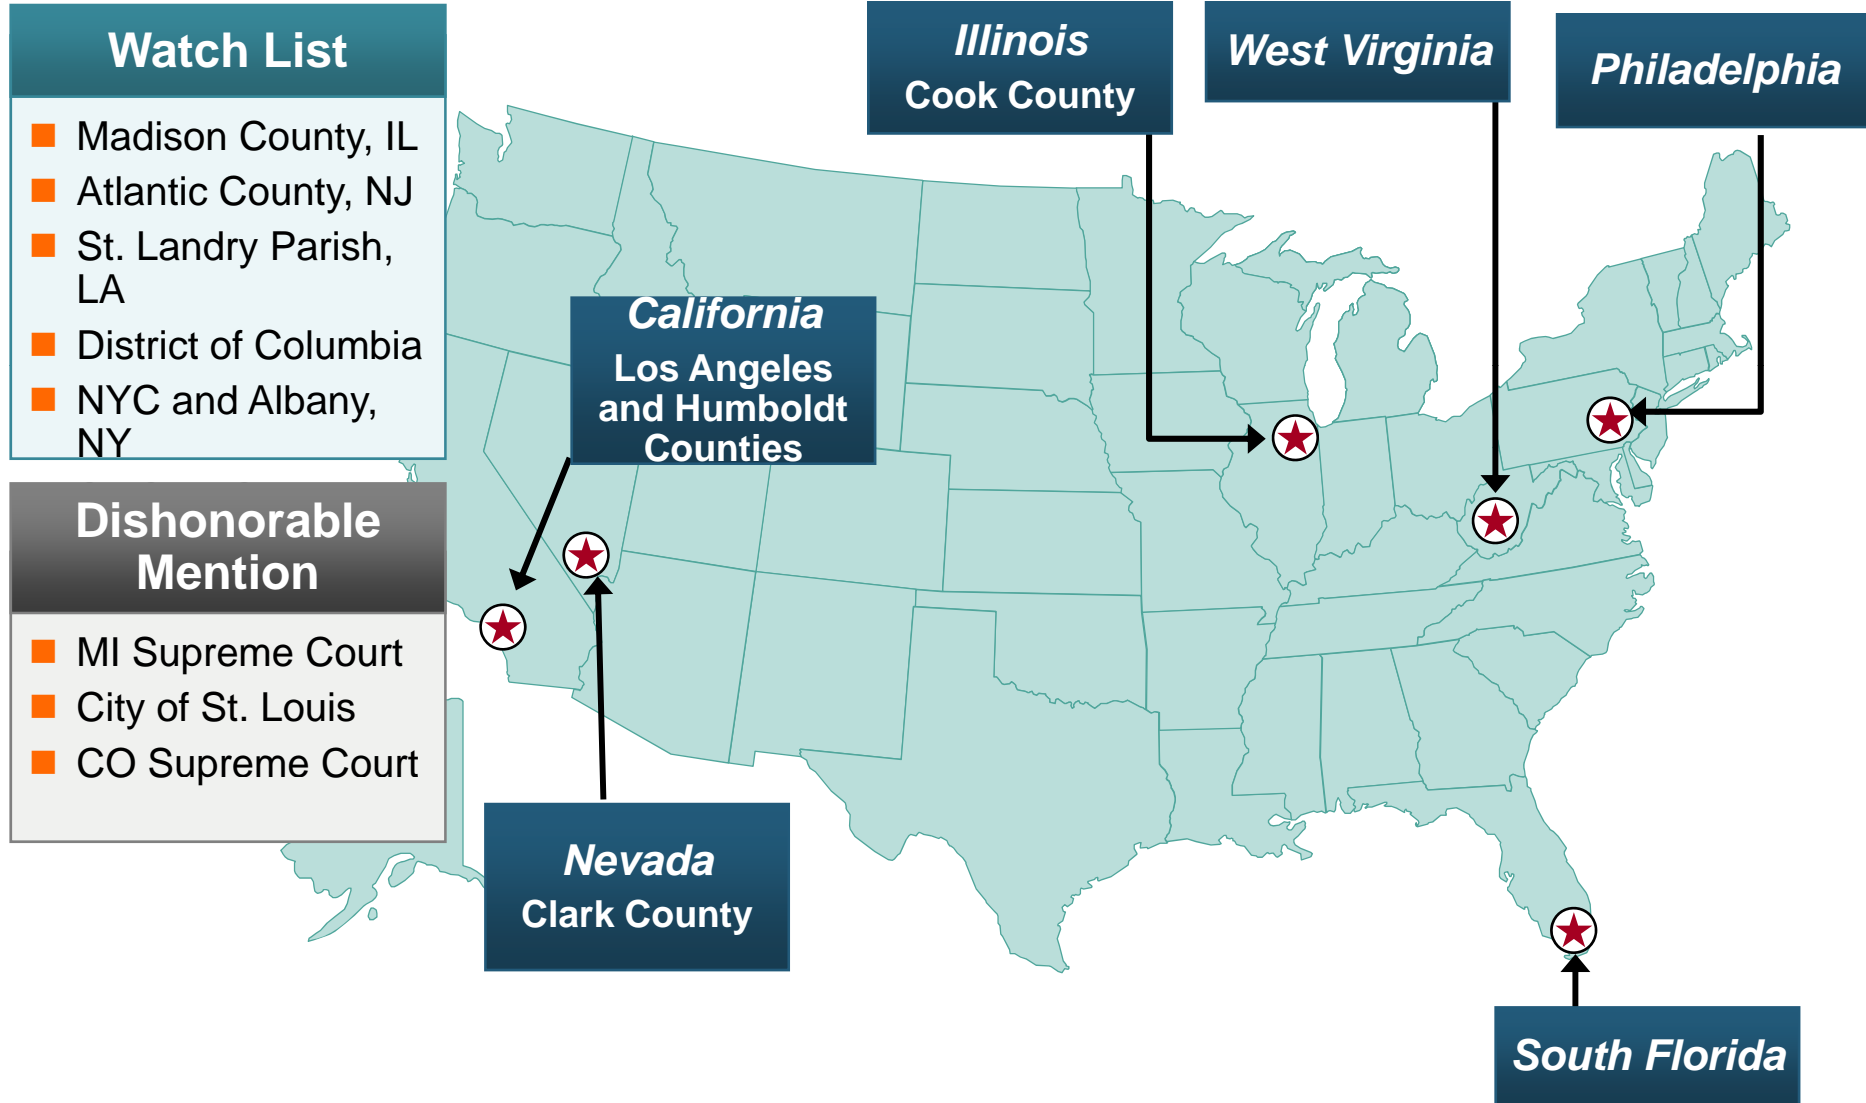 Watch List
Madison County, IL
Atlantic County, NJ
St. Landry Parish,
LA
District of Columbia
NYC and Albany,
NY
Dishonorable
Mention
MI Supreme Court
City of St. Louis
CO Supreme Court
Illinois
Cook County
West Virginia
Philadelphia
California
Los Angeles
and Humboldt
Counties
Nevada
Clark County
South Florida